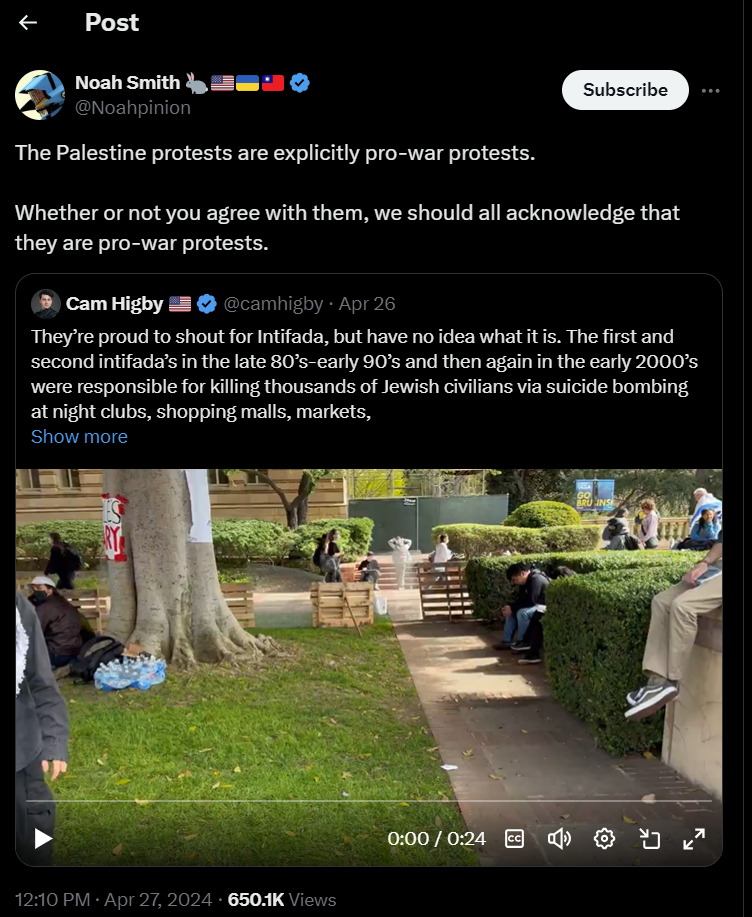 Post
Noah Smith
Subscribe
@Noahpinion
The Palestine protests are explicitly pro-war protests.
Whether or not you agree with them, we should all acknowledge that
they are pro-war protests.
Cam Higby @camhigby · Apr 26
They’re proud to shout for Intifada, but have no idea what it is. The first and
second intifada’s in the late 80’s-early 90’s and then again in the early 2000’s
were responsible for killing thousands of Jewish civilians via suicide bombing
at night clubs, shopping malls, markets,
Show more
GO
BRUINS!
0:00 / 0:24
CC
12:10 PM · Apr 27, 2024 · 650.1K Views